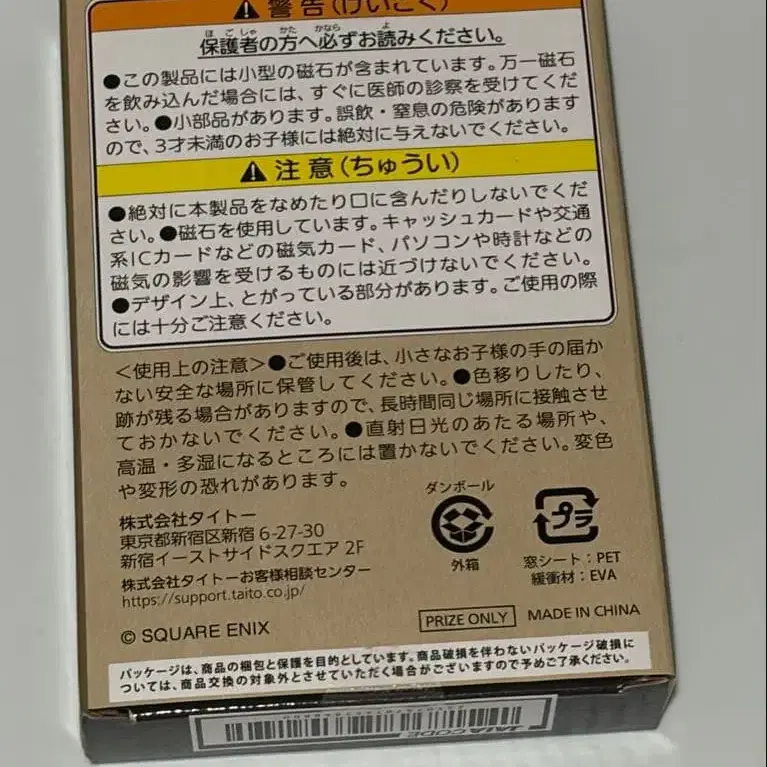 ⚠警告(けいこく)
保護者の方へ必ずお読みください。
●この製品には小型の磁石が含まれています。万一磁石
を飲み込んだ場合には、すぐに医師の診察を受けてくだ
さい。●小部品があります。誤飲・窒息の危険があります
ので、3才未満のお子様には絶対に与えないでください。
⚠注意(ちゅうい)
●絶対に本製品をなめたり口に含んだりしないでくだ
さい。●磁石を使用しています。キャッシュカードや交通
系ICカードなどの磁気カード、パソコンや時計などの
磁気の影響を受けるものには近づけないでください。
●デザイン上、とがっている部分があります。ご使用の際
には十分ご注意ください。
<使用上の注意>●ご使用後は、小さなお子様の手の届か
ない安全な場所に保管してください。●色移りしたり、
跡が残る場合がありますので、長時間同じ場所に接触させ
ておかないでください。●直射日光のあたる場所や、
高温・多湿になるところには置かないでください。変色
や変形の恐れがあります。
株式会社タイトー
東京都新宿区新宿 6-27-30
新宿イーストサイドスクエア 2F
株式会社タイトーお客様相談センター
https://support.taito.co.jp/
© SQUARE ENIX
ダンボール
外箱
プラ
窓シート:PET
緩衝材:EVA
PRIZE ONLY
MADE IN CHINA
パッケージは、商品の梱包と保護を目的としています。商品破損を伴わないパッケージ破損に
ついては、商品交換の対象外とさせていただく場合がございますので予めご了承ください。
JAIA CODE